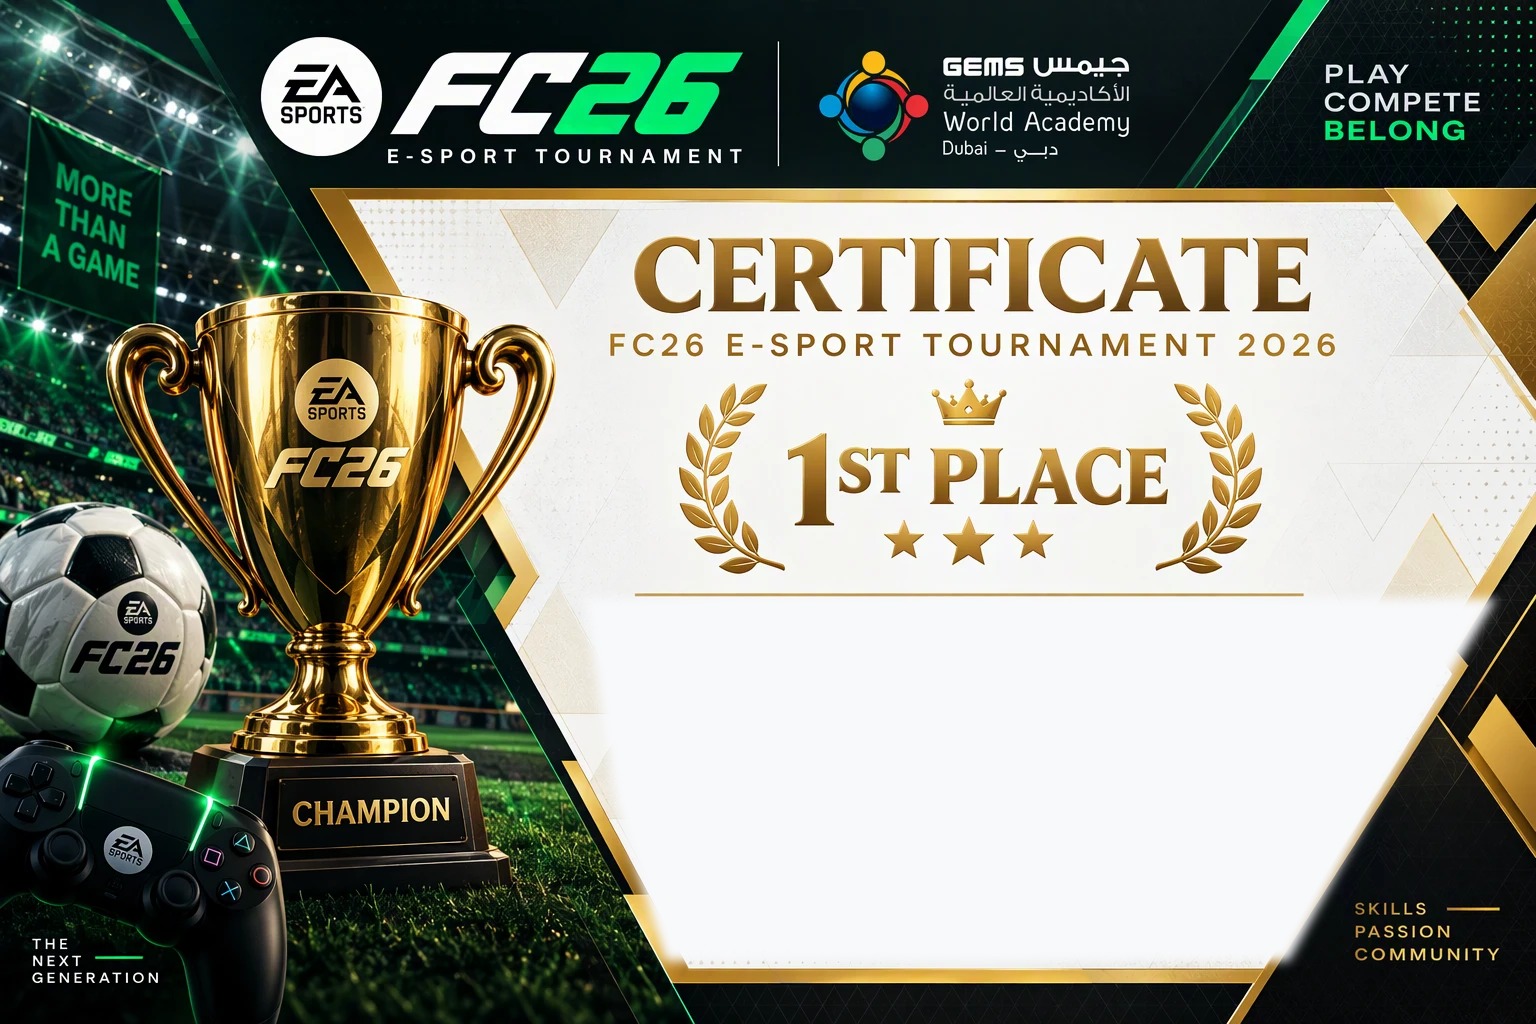 EA
SPORTS
FC26
E-SPORT TOURNAMENT
GEMS جيمس
الأكاديمية العالمية
World Academy
Dubai – دبي
PLAY
COMPETE
BELONG
MORE
THAN
A GAME
CERTIFICATE
FC26 E-SPORT TOURNAMENT 2026
1ST PLACE
EA
SPORTS
FC26
EA
SPORTS
FC26
CHAMPION
EA
SPORTS
THE
NEXT
GENERATION
SKILLS
PASSION
COMMUNITY